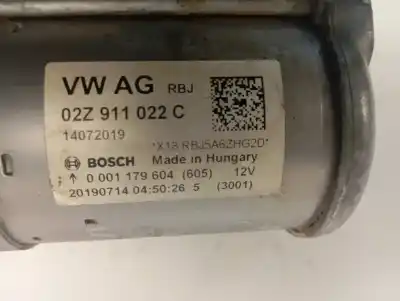 VW AG RBJ
02Z 911 022 C
14072019
*X13 RBJ5A6ZHG2D*
BOSCH Made in Hungary
0 001 179 604 (605) 12V
20190714 04:50:26 5 (3001)